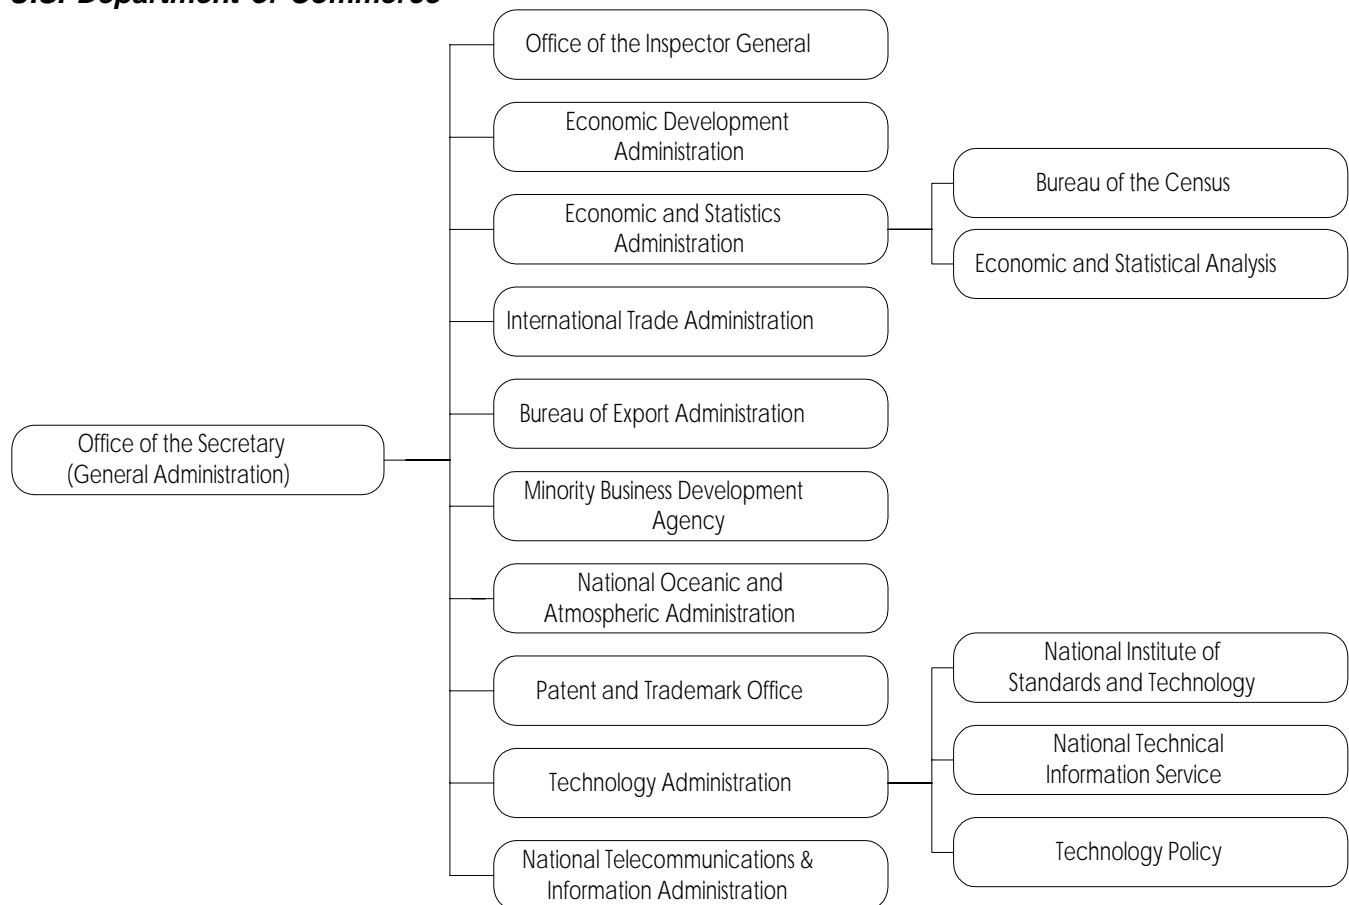 U.S. Department of Commerce
Office of the Inspector General
Economic Development
Administration
Economic and Statistics
Administration
Bureau of the Census
Economic and Statistical Analysis
International Trade Administration
Bureau of Export Administration
Office of the Secretary
(General Administration)
Minority Business Development
Agency
National Oceanic and
Atmospheric Administration
Patent and Trademark Office
Technology Administration
National Institute of
Standards and Technology
National Technical
Information Service
Technology Policy
National Telecommunications &
Information Administration